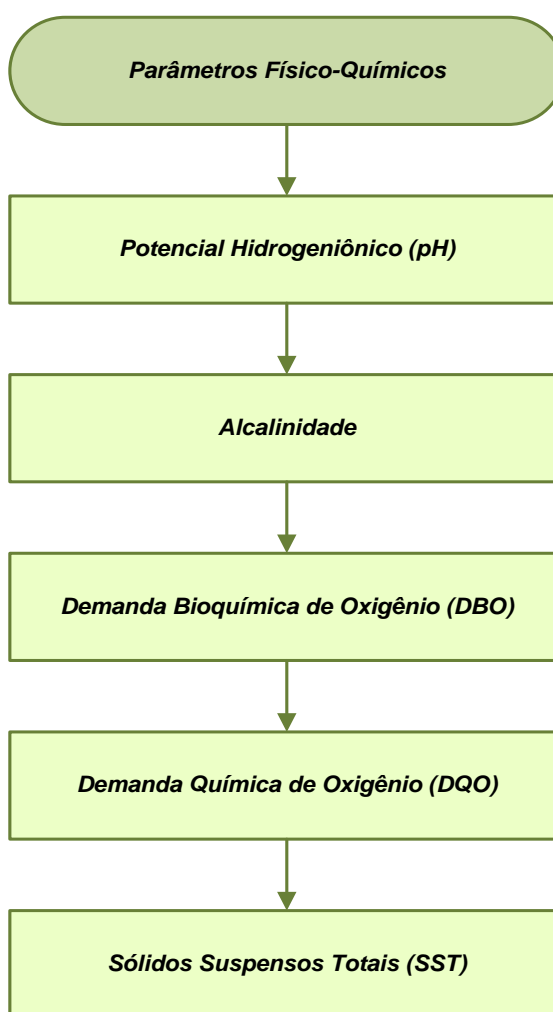 Parâmetros Físico-Químicos
Potencial Hidrogeniônico (pH)
Alcalinidade
Demanda Bioquímica de Oxigênio (DBO)
Demanda Química de Oxigênio (DQO)
Sólidos Suspensos Totais (SST)